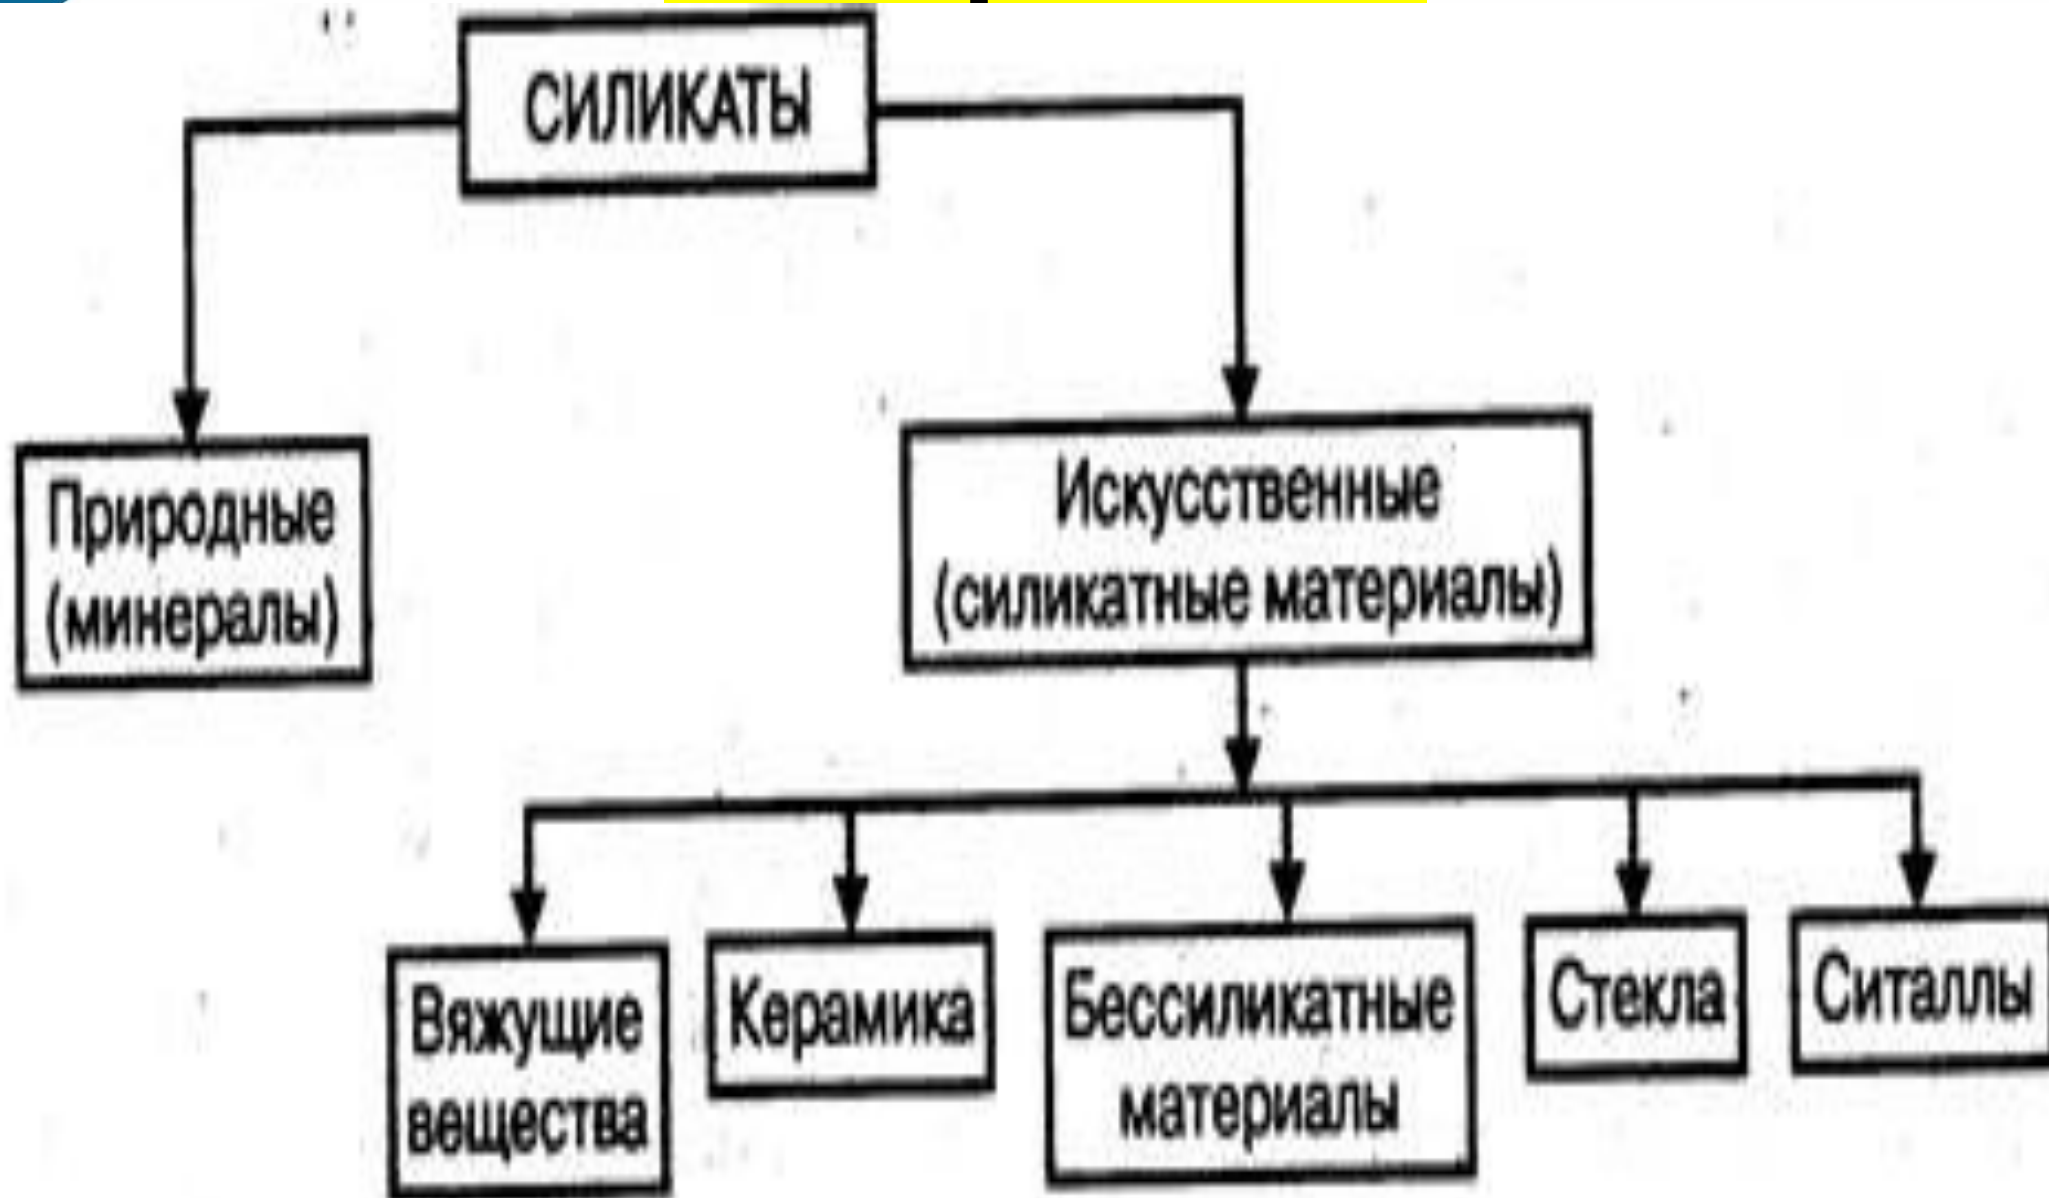 СИЛИКАТЫ
Природные
(минералы)
Искусственные
(силикатные материалы)
Вяжущие
вещества
Керамика
Бессиликатные
материалы
Стекла
Ситаллы